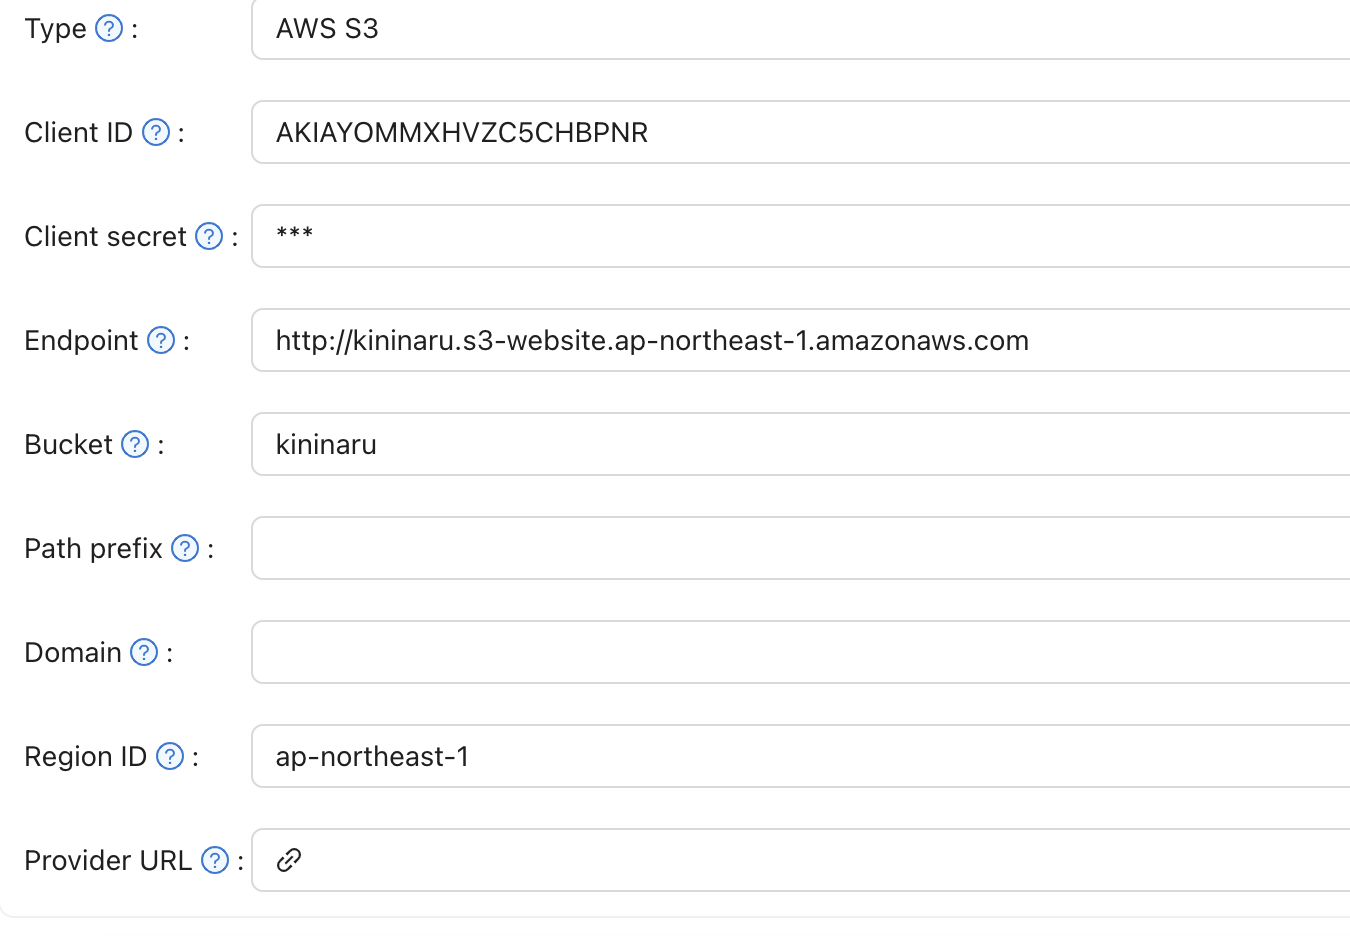 Type ? : AWS S3
Client ID ? : AKIAYOMMXHVZC5CHBPNR
Client secret ? : ***
Endpoint ? : http://kininaru.s3-website.ap-northeast-1.amazonaws.com
Bucket ? : kininaru
Path prefix ? :
Domain ? :
Region ID ? : ap-northeast-1
Provider URL ? :